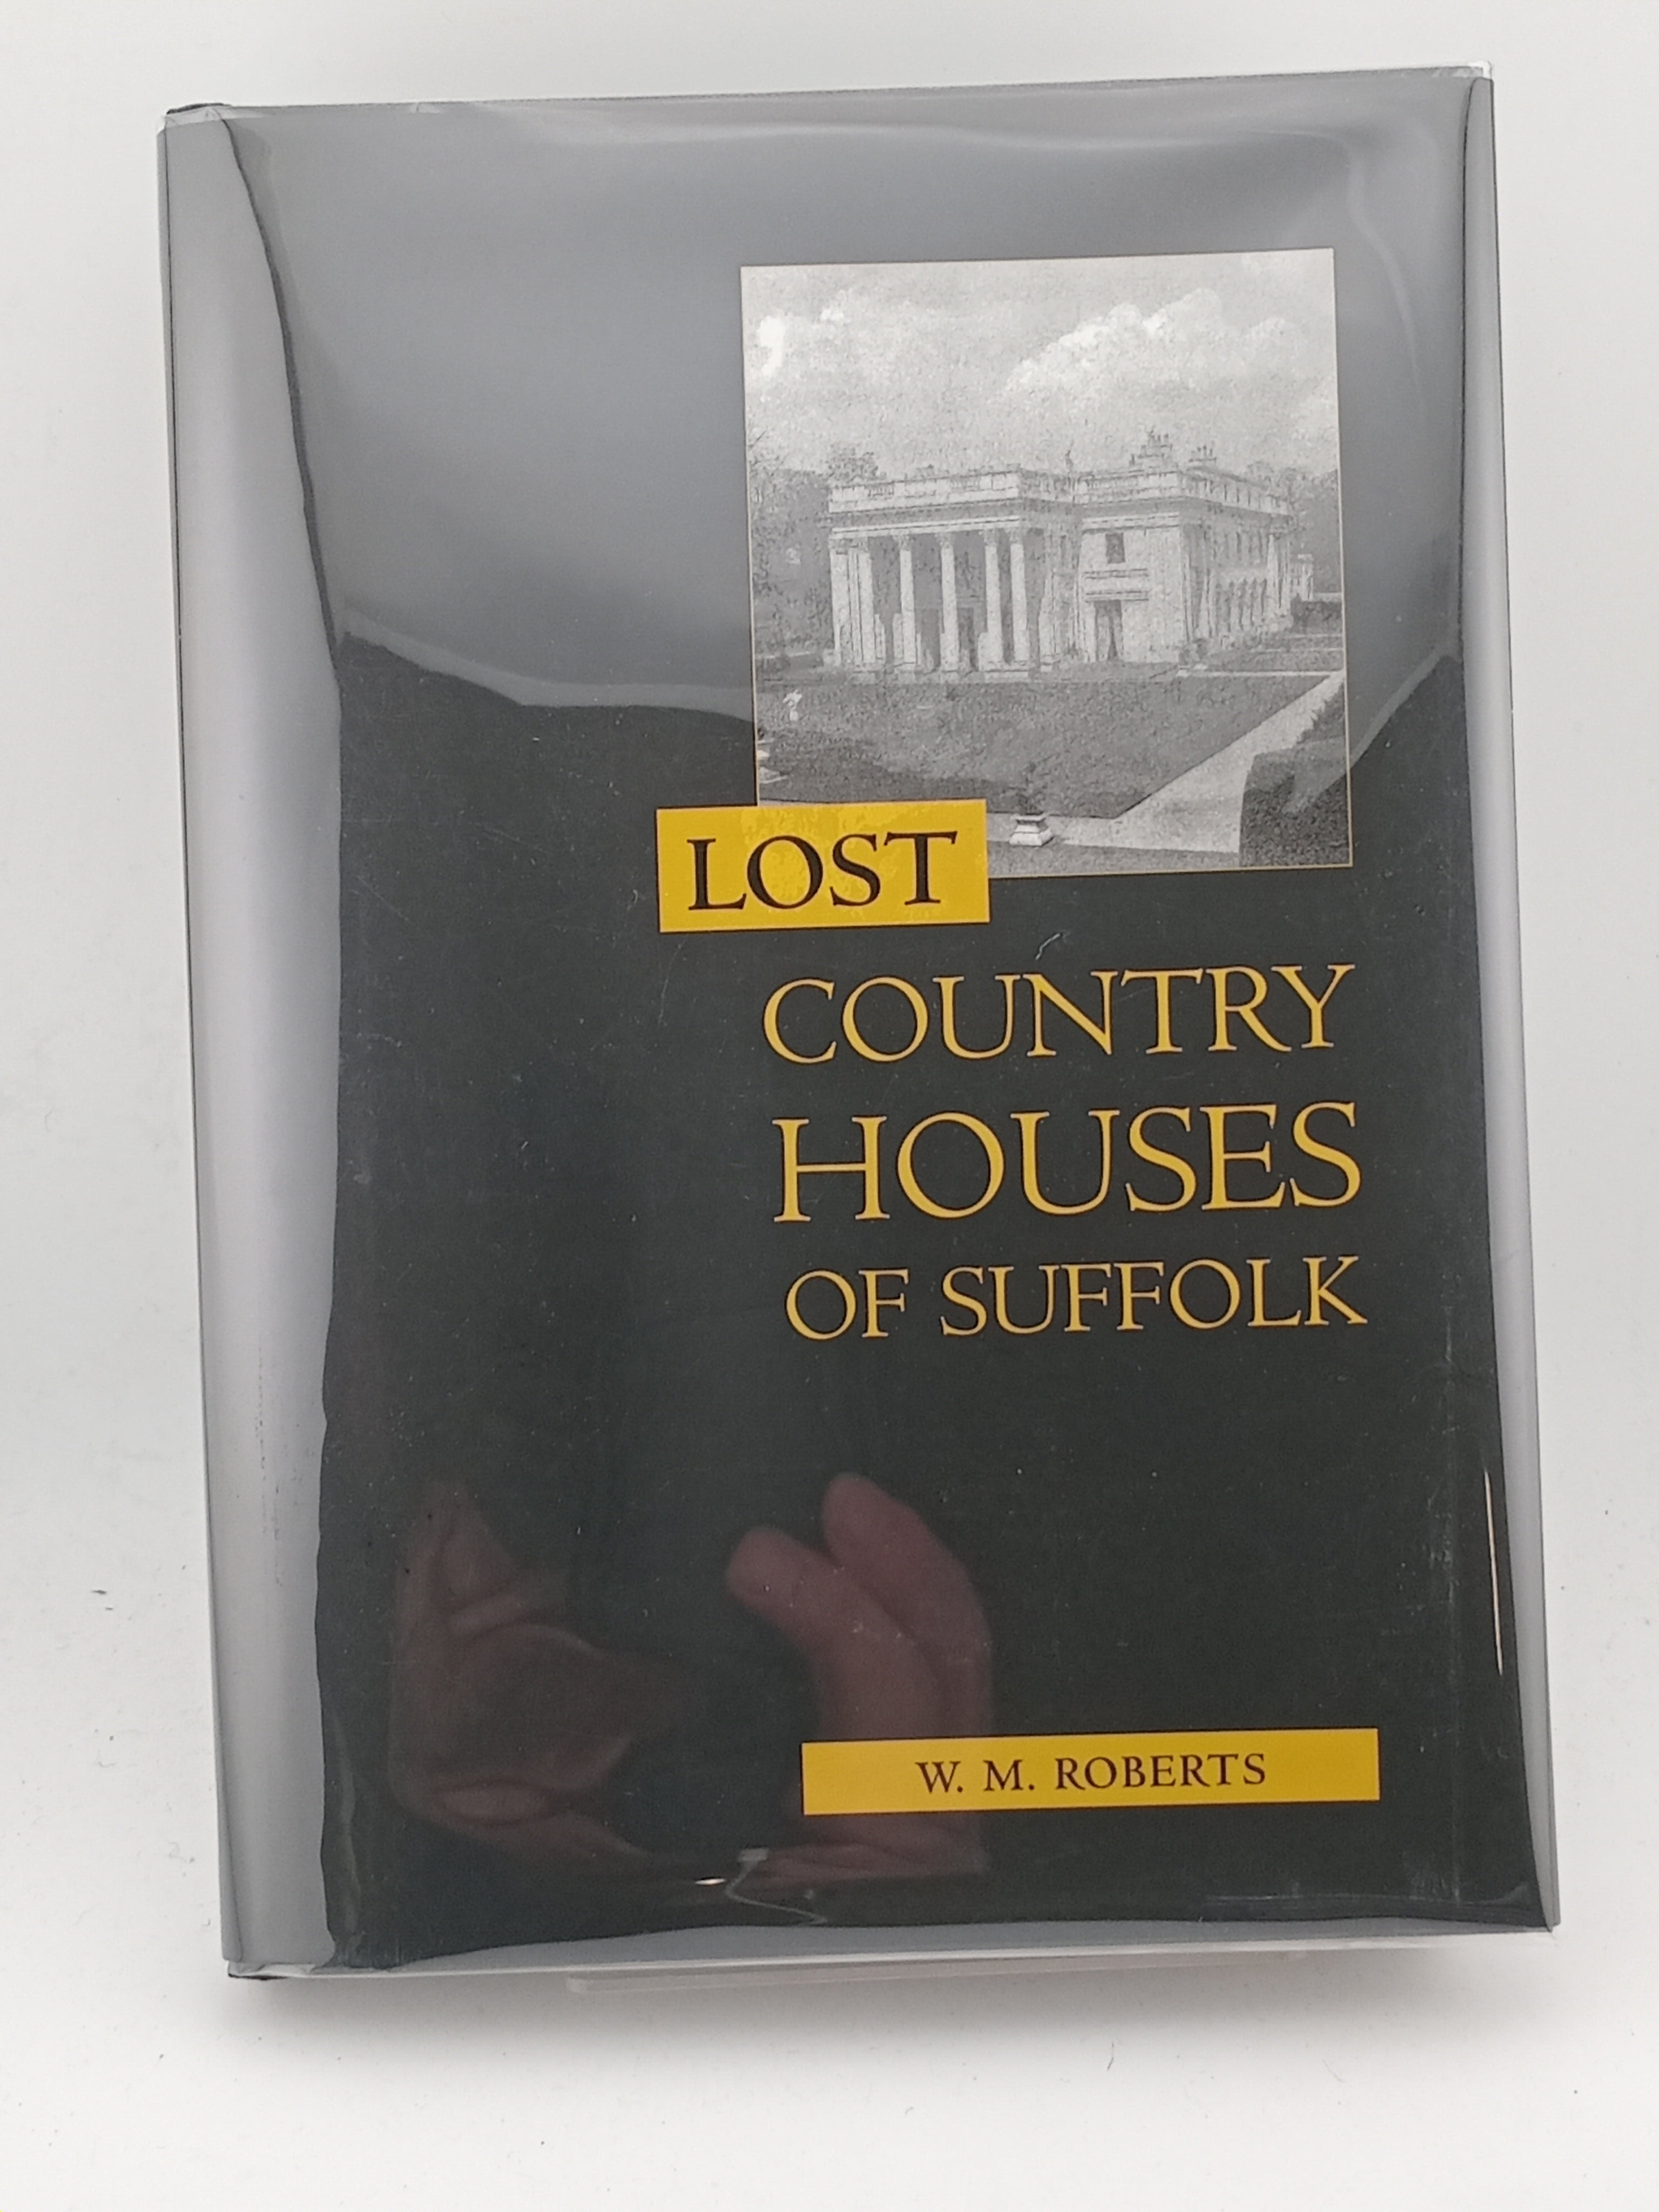 LOST
COUNTRY
HOUSES
OF SUFFOLK
W. M. ROBERTS